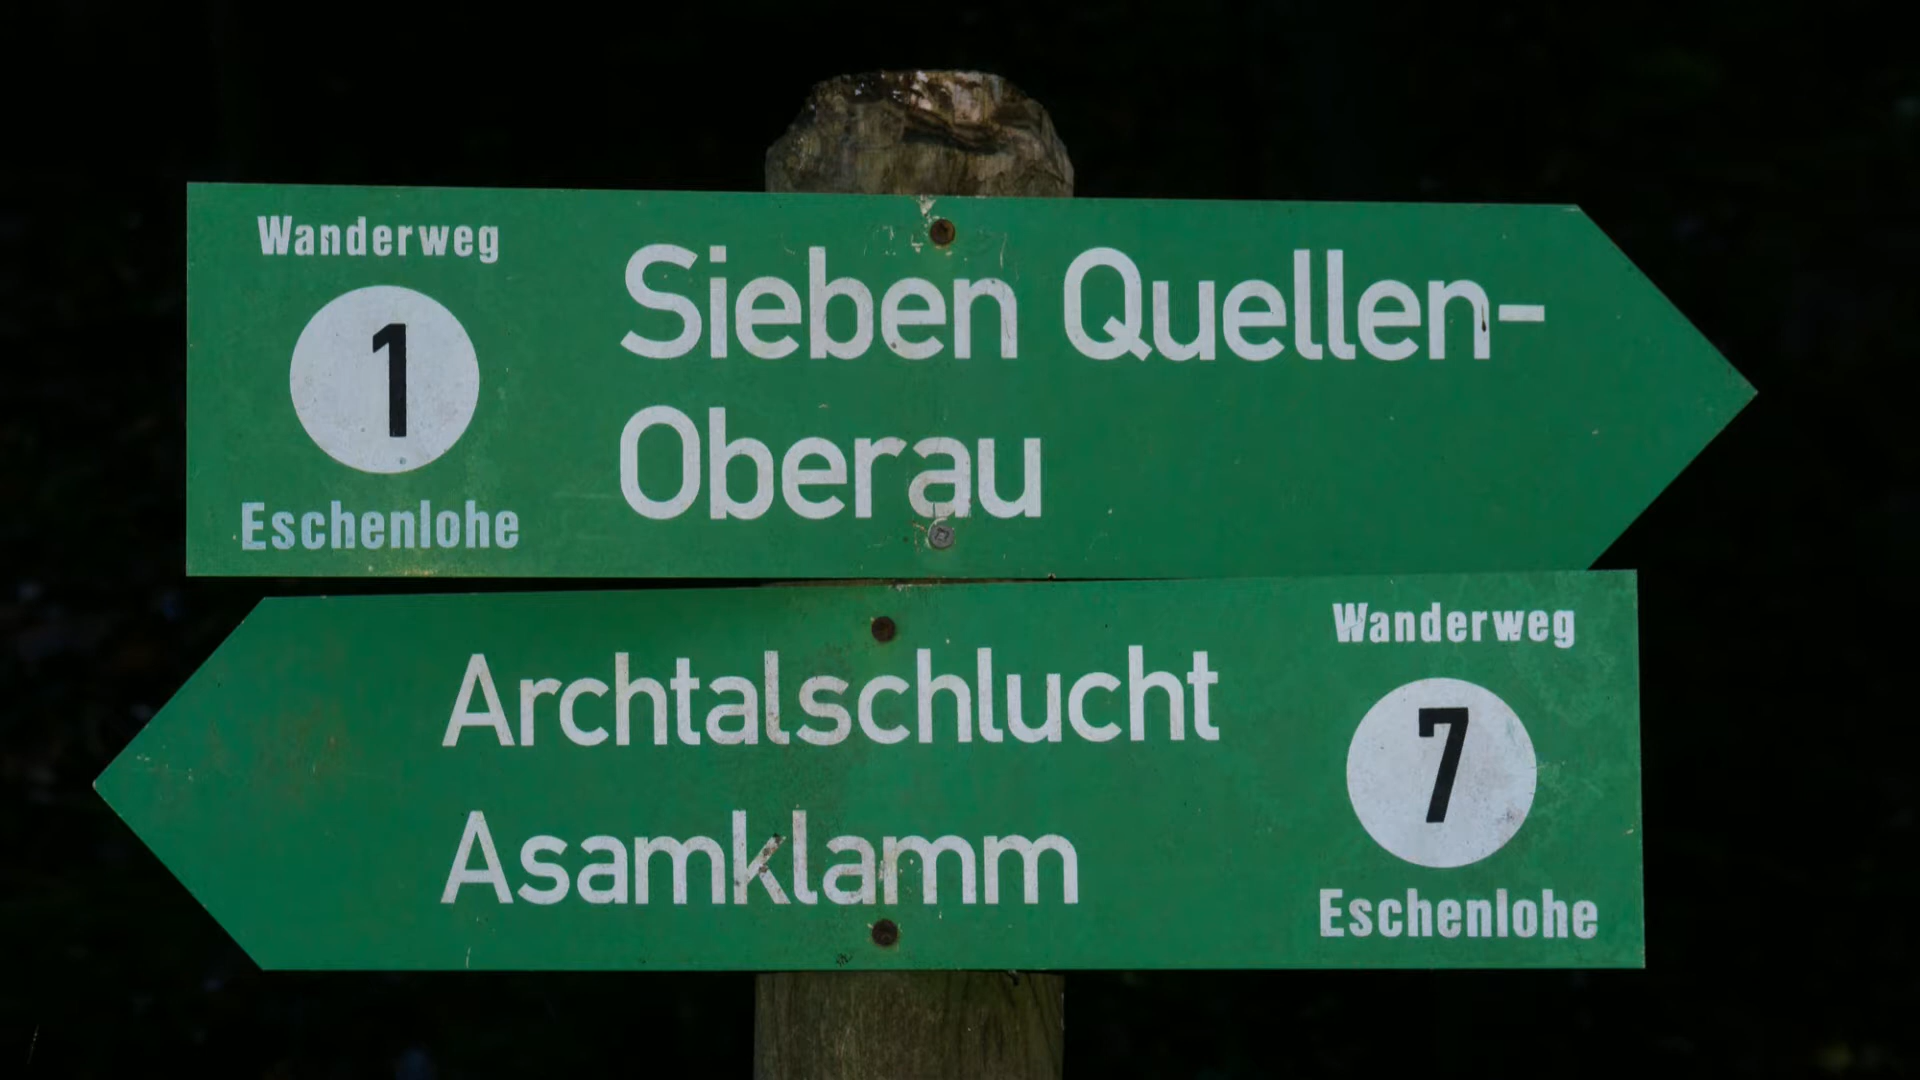 Wanderweg
1
Eschenlohe
Sieben Quellen-
Oberau
Archtalschlucht
Asamklamm
Wanderweg
7
Eschenlohe